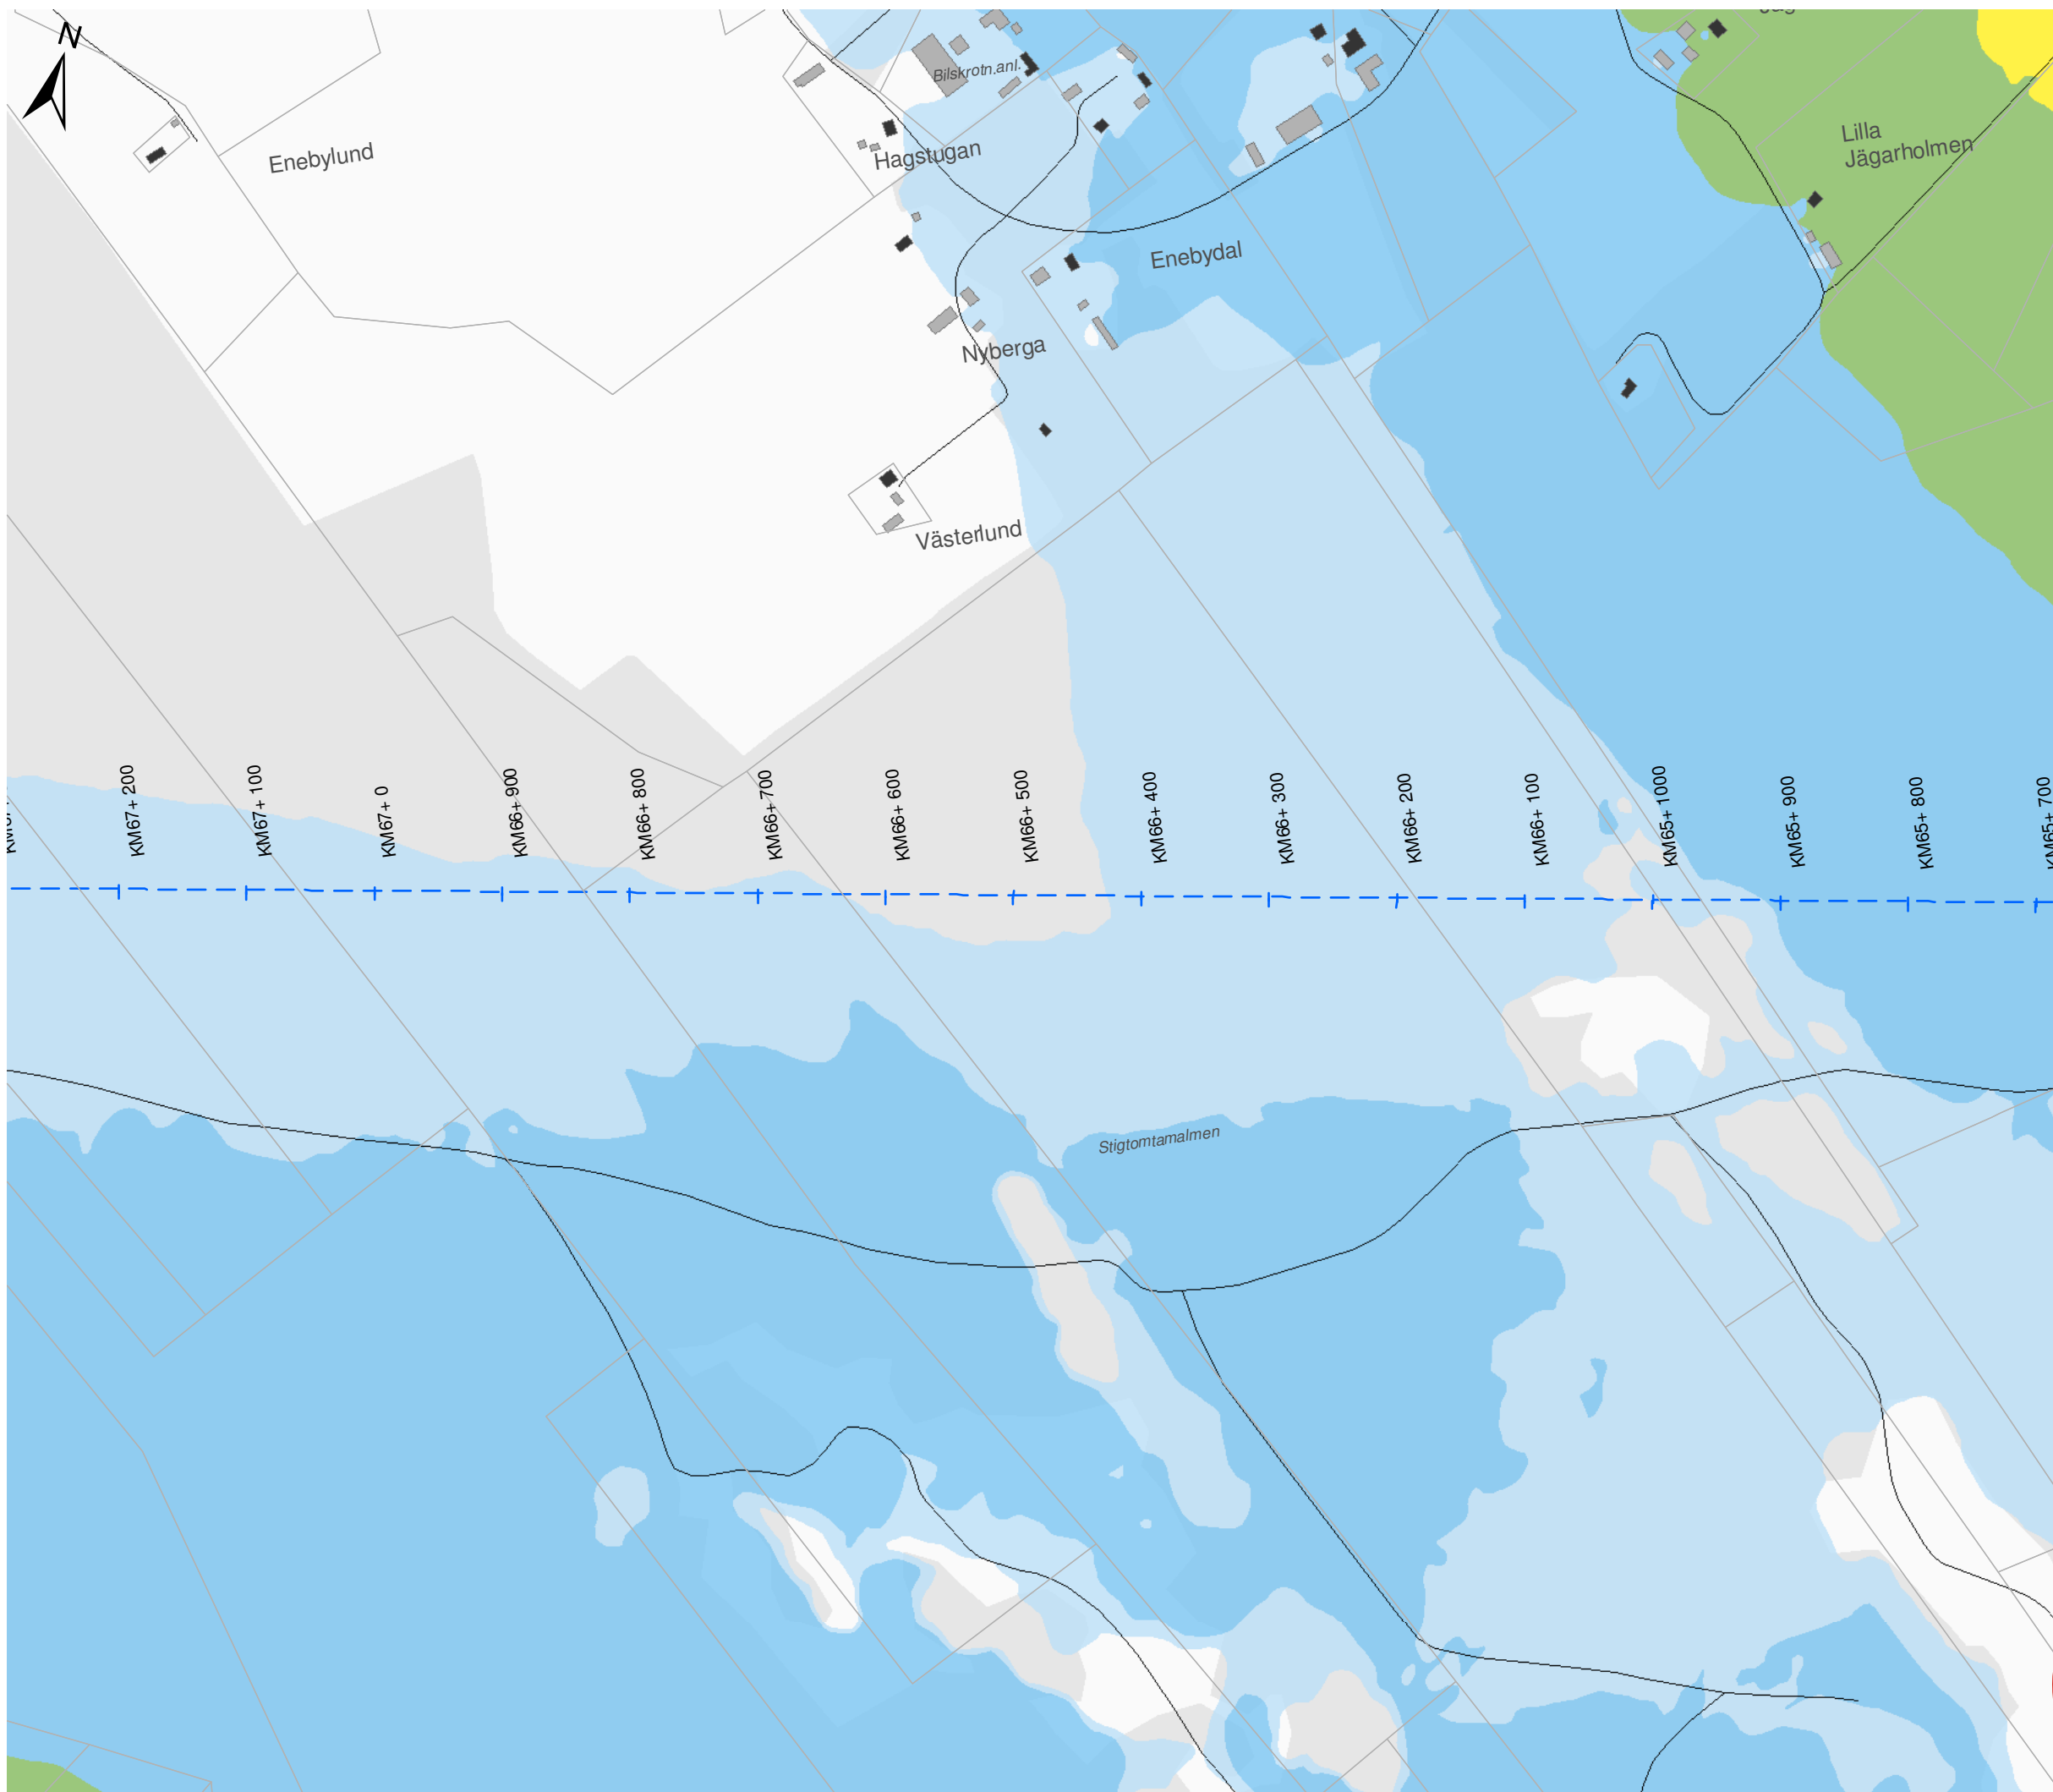 N
Bilskrotn.anl.
Enebylund
Hagstugan
Lilla
Jägarholmen
Enebydal
Nyberga
Västerlund
KM67+ 200
KM67+ 100
KM67+ 0
KM66+ 900
KM66+ 800
KM66+ 700
KM66+ 600
KM66+ 500
KM66+ 400
KM66+ 300
KM66+ 200
KM66+ 100
KM65+ 1000
KM65+ 900
KM65+ 800
KM65+ 700
Stigtomtamalmen